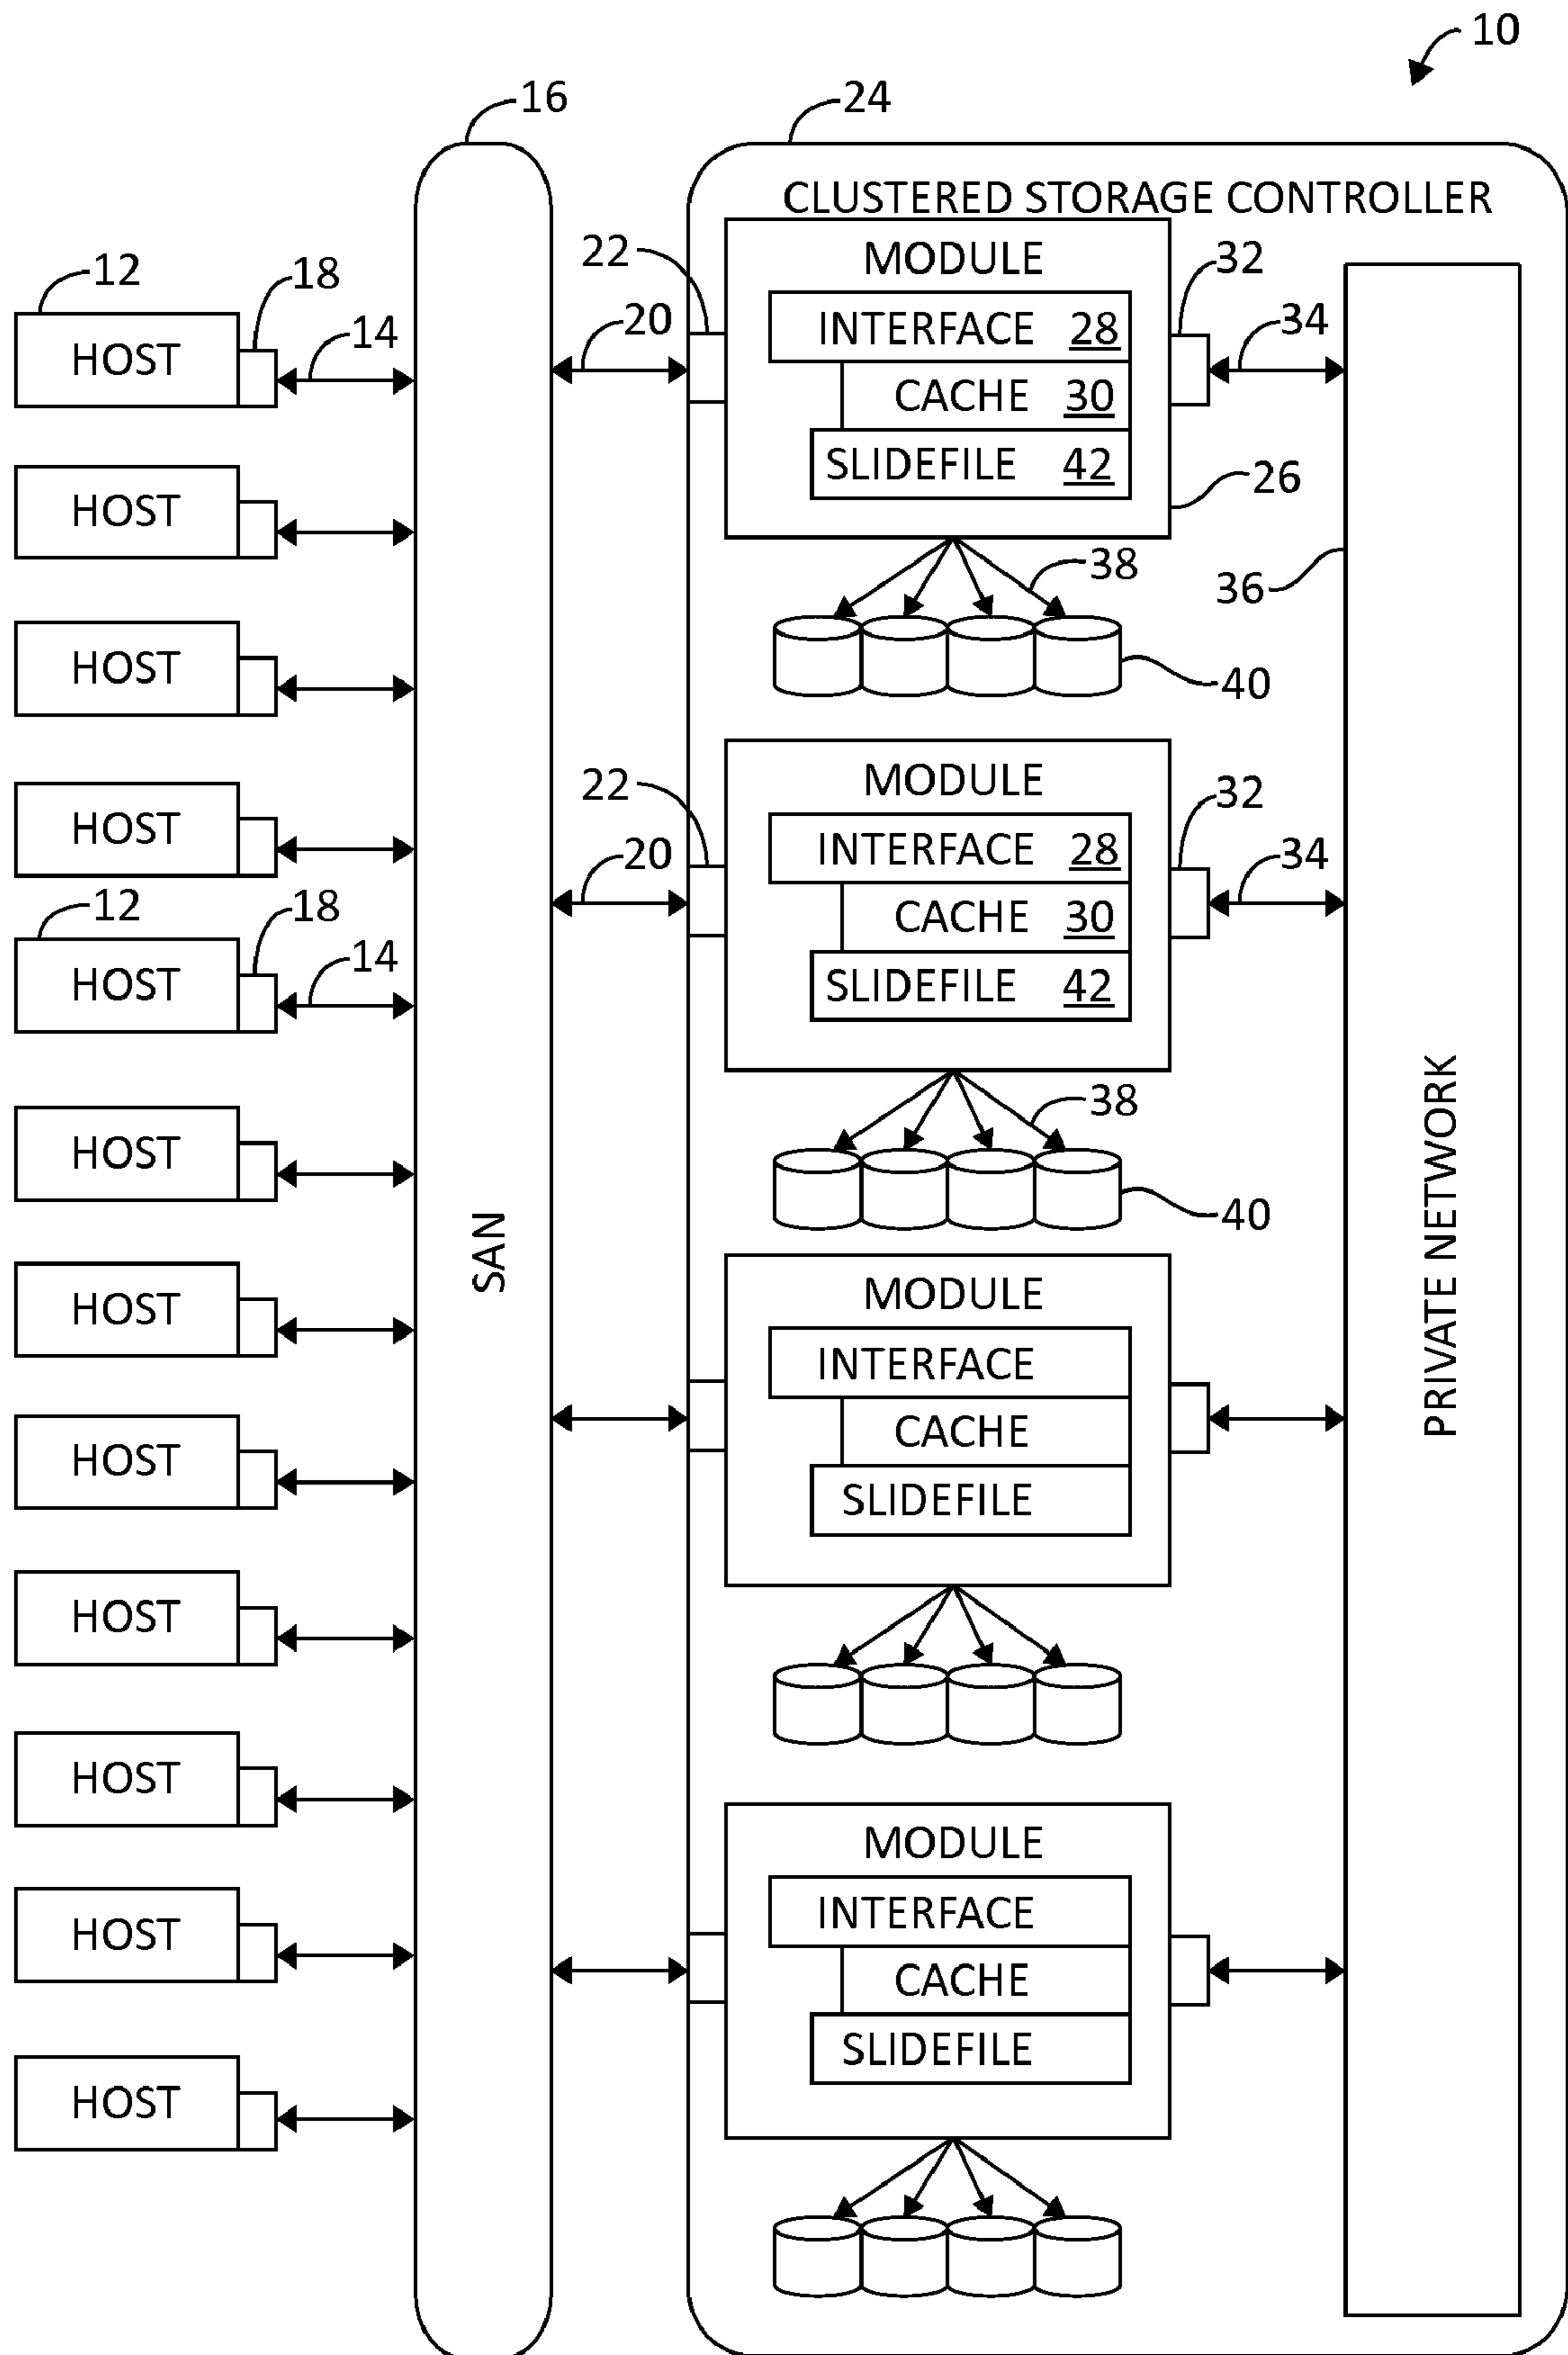 10
16
24
CLUSTERED STORAGE CONTROLLER
12
18
14
HOST
22
20
MODULE
INTERFACE 28
CACHE 30
SLIDEFILE 42
32
34
26
HOST
38
36
40
HOST
HOST
22
20
MODULE
INTERFACE 28
CACHE 30
SLIDEFILE 42
32
34
12
18
14
HOST
38
40
HOST
SAN
PRIVATE NETWORK
HOST
MODULE
INTERFACE
CACHE
SLIDEFILE
HOST
HOST
HOST
MODULE
INTERFACE
CACHE
SLIDEFILE
HOST
HOST